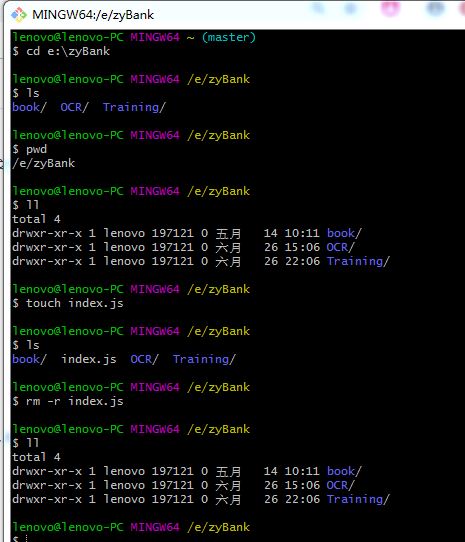 MINGW64:/e/zyBank
lenovo@lenovo-PC MINGW64 ~ (master)
$ cd e:\zyBank
lenovo@lenovo-PC MINGW64 /e/zyBank
$ ls
book/  OCR/  Training/
lenovo@lenovo-PC MINGW64 /e/zyBank
$ pwd
/e/zyBank
lenovo@lenovo-PC MINGW64 /e/zyBank
$ ll
total 4
drwxr-xr-x 1 lenovo 197121 0 五月   14 10:11 book/
drwxr-xr-x 1 lenovo 197121 0 六月   26 15:06 OCR/
drwxr-xr-x 1 lenovo 197121 0 六月   26 22:06 Training/
lenovo@lenovo-PC MINGW64 /e/zyBank
$ touch index.js
lenovo@lenovo-PC MINGW64 /e/zyBank
$ ls
book/  index.js  OCR/  Training/
lenovo@lenovo-PC MINGW64 /e/zyBank
$ rm -r index.js
lenovo@lenovo-PC MINGW64 /e/zyBank
$ ll
total 4
drwxr-xr-x 1 lenovo 197121 0 五月   14 10:11 book/
drwxr-xr-x 1 lenovo 197121 0 六月   26 15:06 OCR/
drwxr-xr-x 1 lenovo 197121 0 六月   26 22:06 Training/
lenovo@lenovo-PC MINGW64 /e/zyBank
$